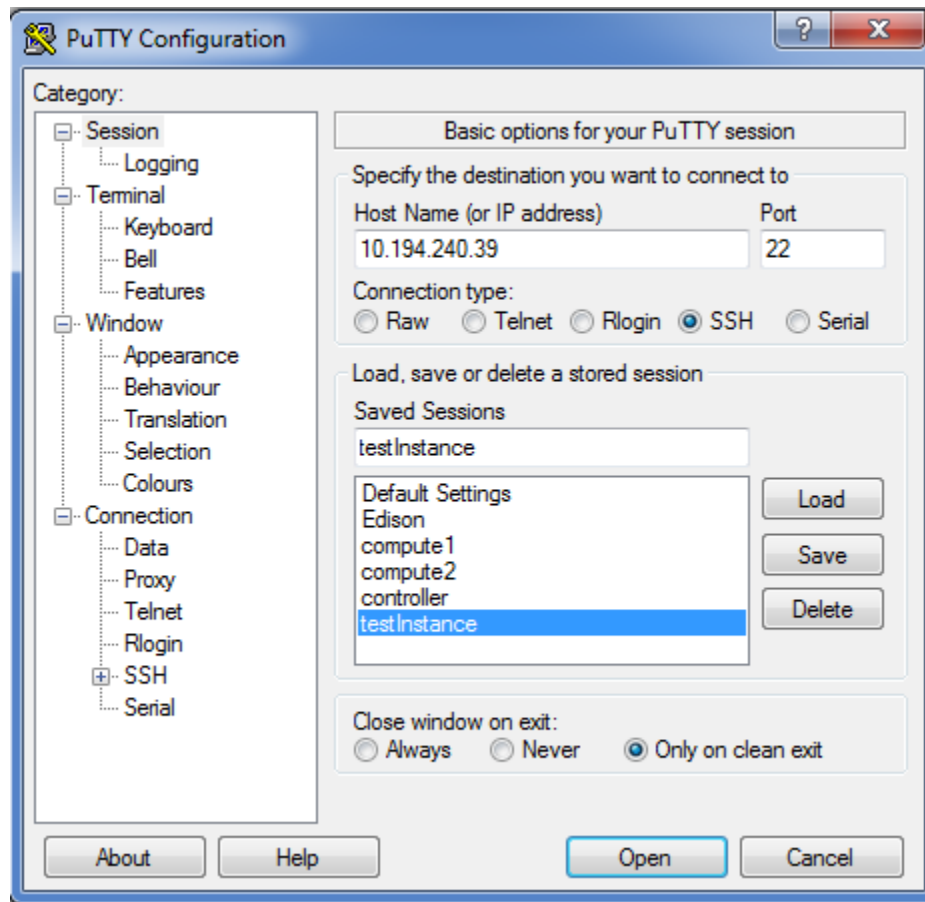 PuTTY Configuration
?
X
Category:
Session
Logging
Terminal
Keyboard
Bell
Features
Window
Appearance
Behaviour
Translation
Selection
Colours
Connection
Data
Proxy
Telnet
Rlogin
SSH
Serial
Basic options for your PuTTY session
Specify the destination you want to connect to
Host Name (or IP address) Port
10.194.240.39 22
Connection type:
Raw Telnet Rlogin SSH Serial
Load, save or delete a stored session
Saved Sessions
testInstance
Default Settings
Edison
compute1
compute2
controller
testInstance
Load
Save
Delete
Close window on exit:
Always Never Only on clean exit
About Help Open Cancel